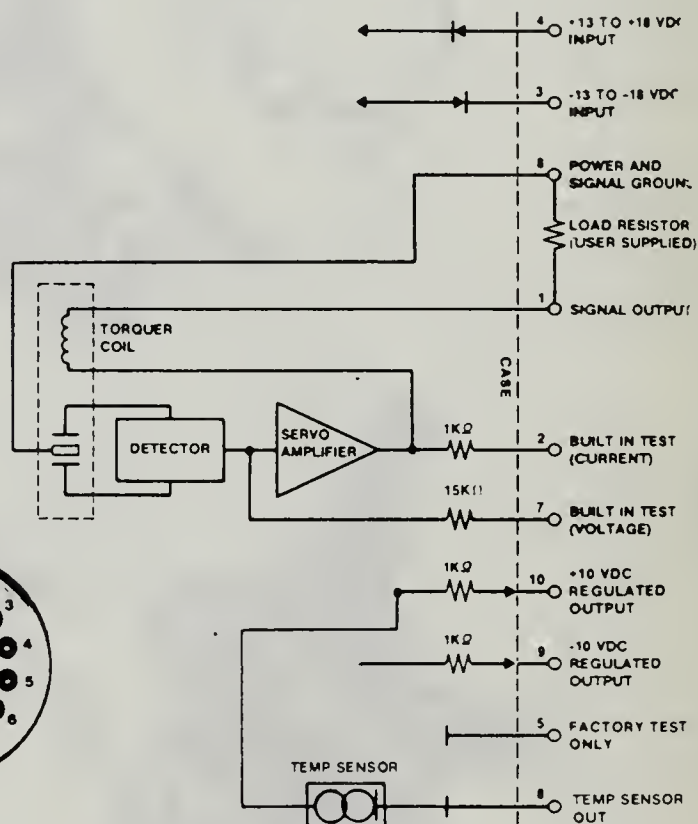 4 +13 TO +18 VDC
INPUT
3 -13 TO -18 VDC
INPUT
8 POWER AND
SIGNAL GROUN
LOAD RESISTOR
(USER SUPPLIED)
1 SIGNAL OUTPUT
TORQUER
COIL
CASE
DETECTOR
SERVO
AMPLIFIER
1KΩ
2 BUILT IN TEST
(CURRENT)
15KΩ
7 BUILT IN TEST
(VOLTAGE)
1KΩ
10 +10 VDC
REGULATED
OUTPUT
1KΩ
9 -10 VDC
REGULATED
OUTPUT
5 FACTORY TEST
ONLY
TEMP SENSOR
8 TEMP SENSOR
OUT
3
4
5
6